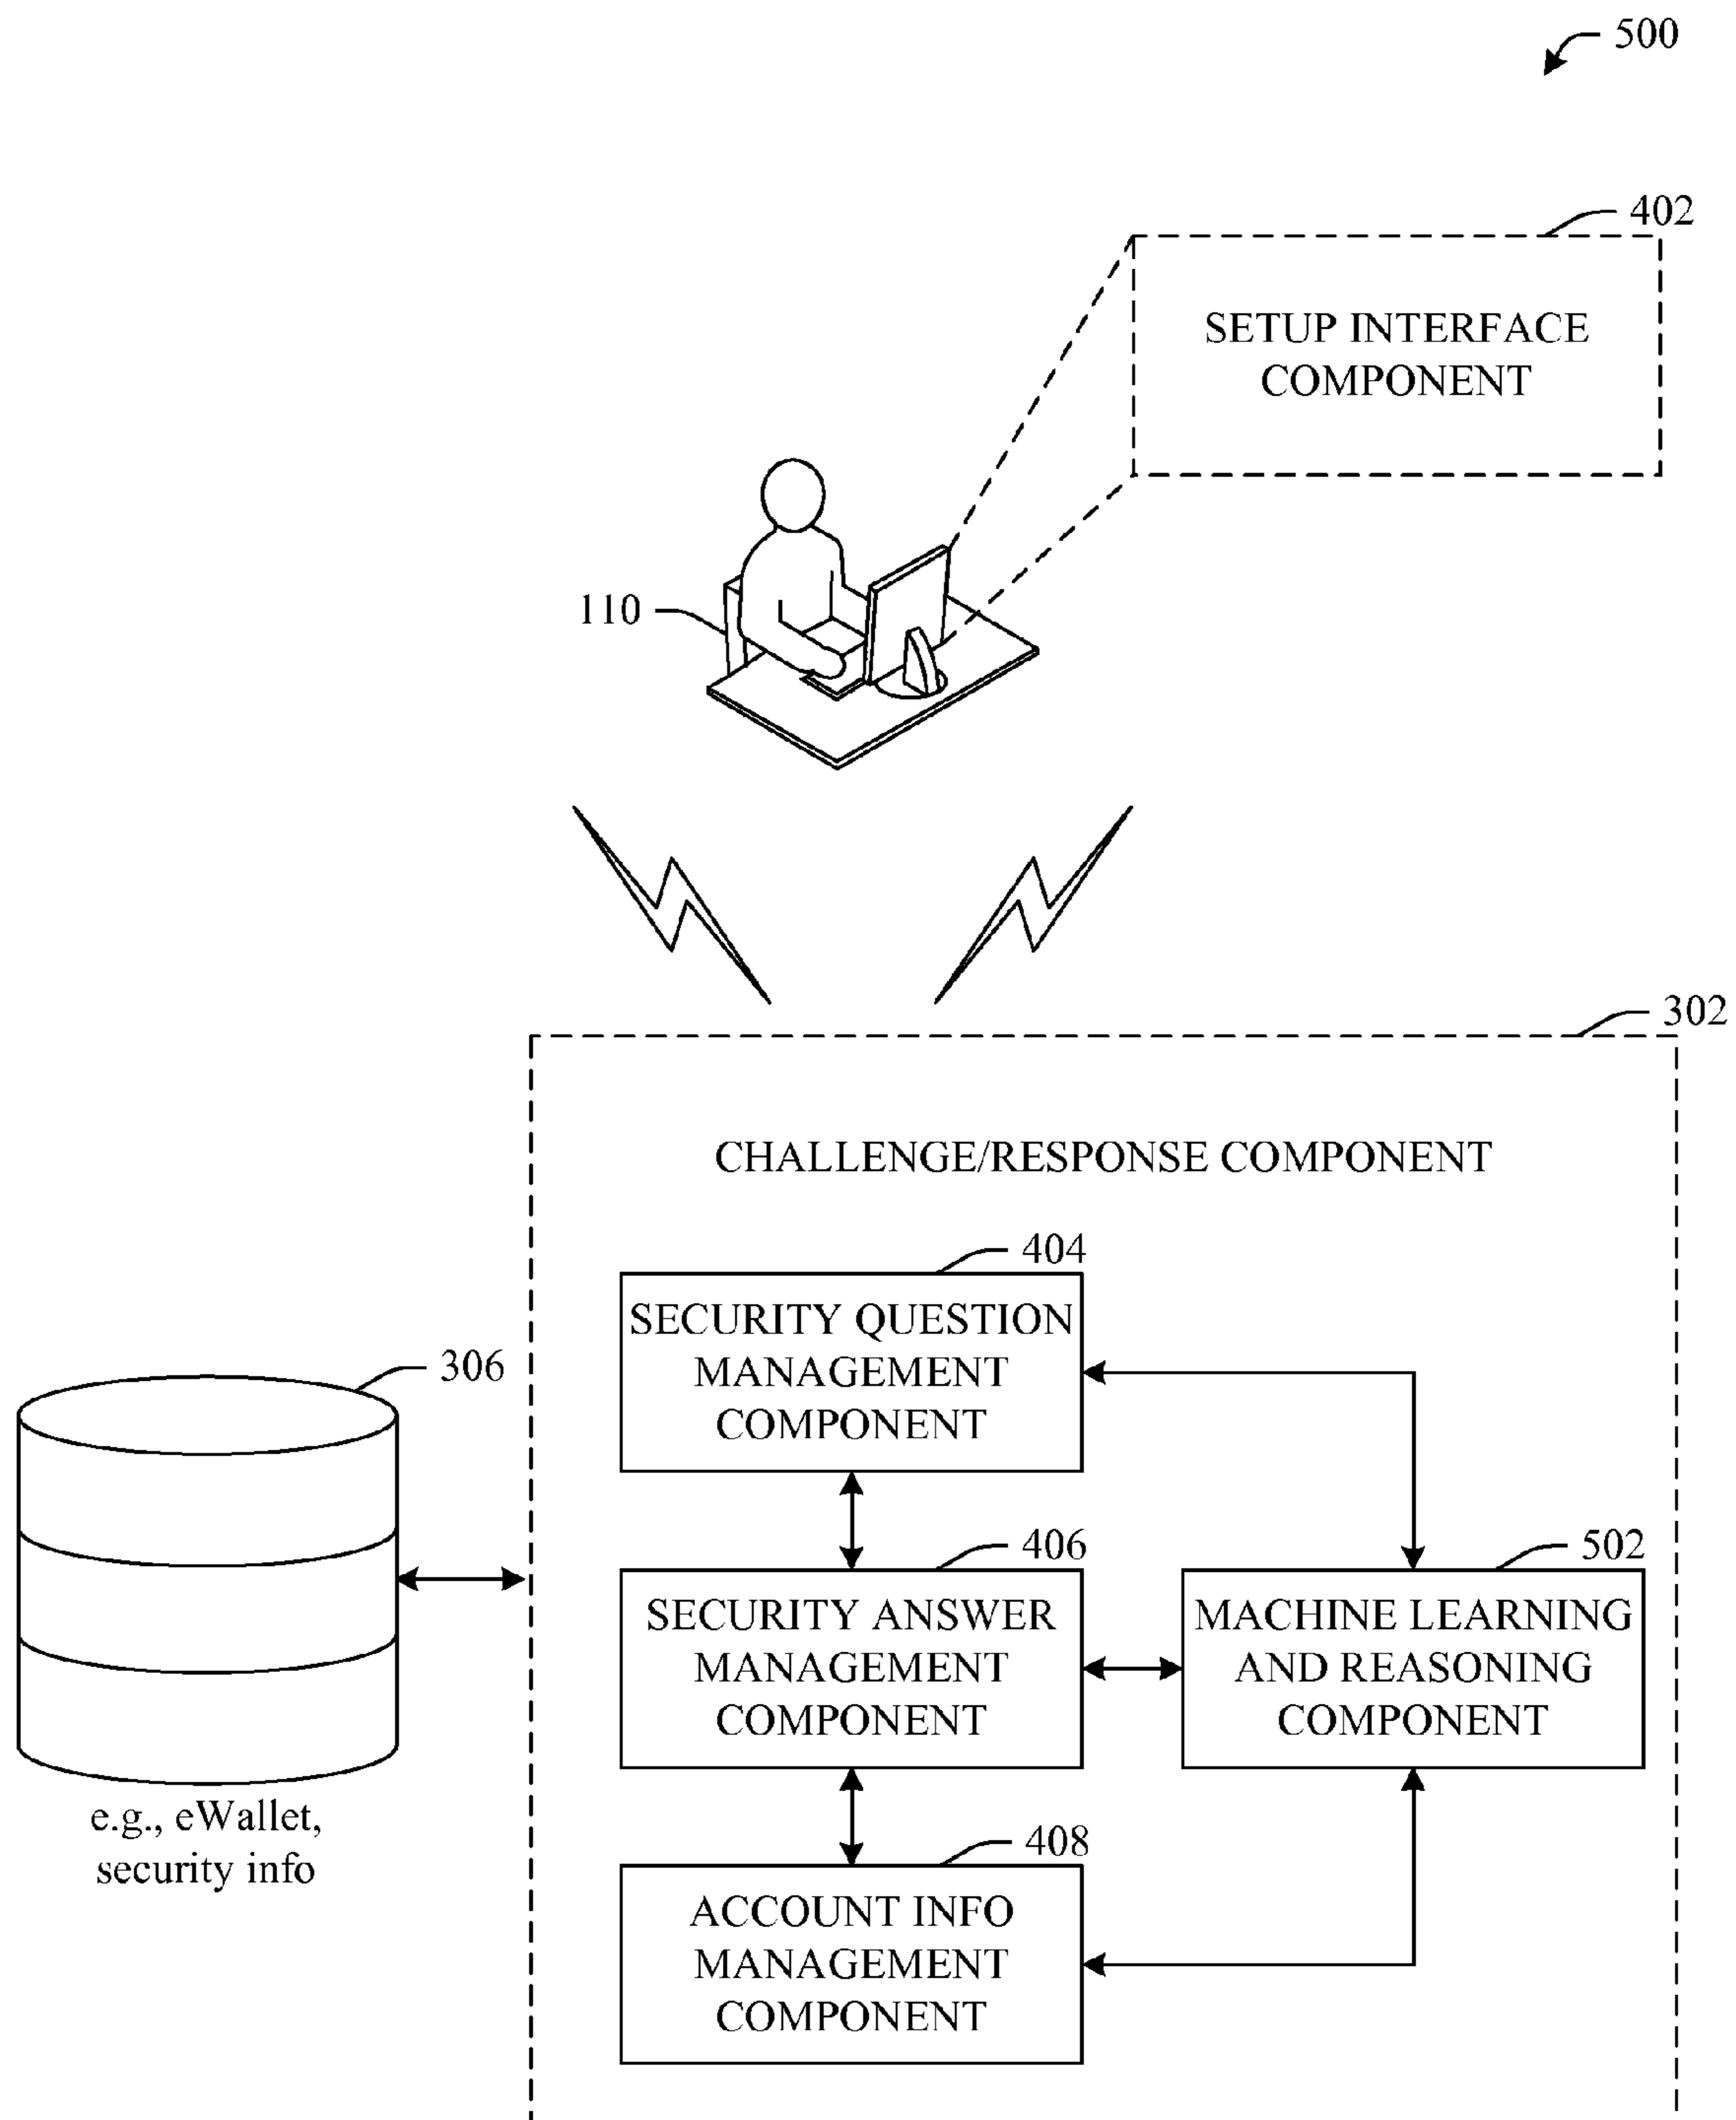 500
402
SETUP INTERFACE
COMPONENT
110
302
CHALLENGE/RESPONSE COMPONENT
404
SECURITY QUESTION
MANAGEMENT
COMPONENT
306
406
SECURITY ANSWER
MANAGEMENT
COMPONENT
502
MACHINE LEARNING
AND REASONING
COMPONENT
e.g., eWallet,
security info
408
ACCOUNT INFO
MANAGEMENT
COMPONENT